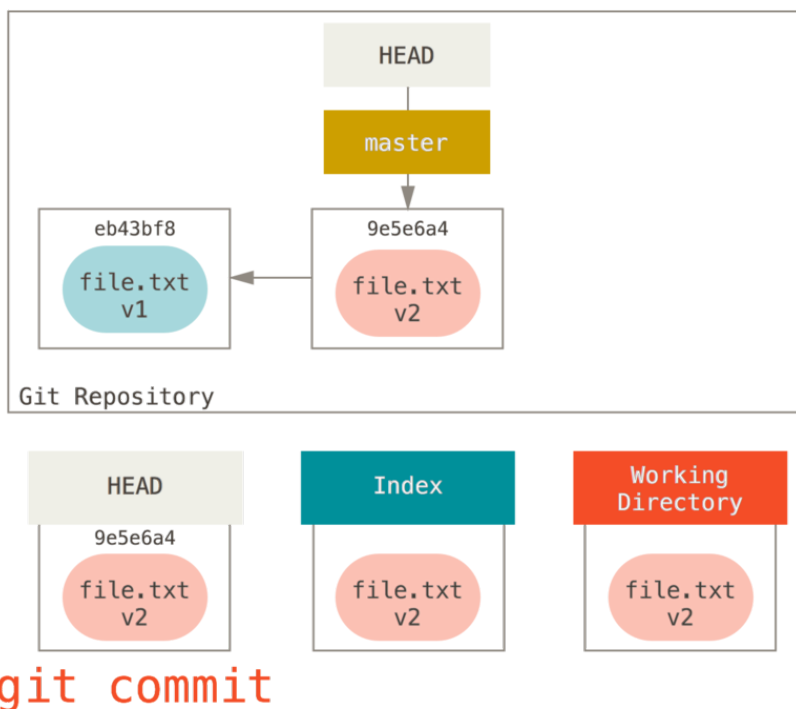 HEAD
master
eb43bf8
file.txt
v1
9e5e6a4
file.txt
v2
Git Repository
HEAD
9e5e6a4
file.txt
v2
Index
file.txt
v2
Working
Directory
file.txt
v2
git commit